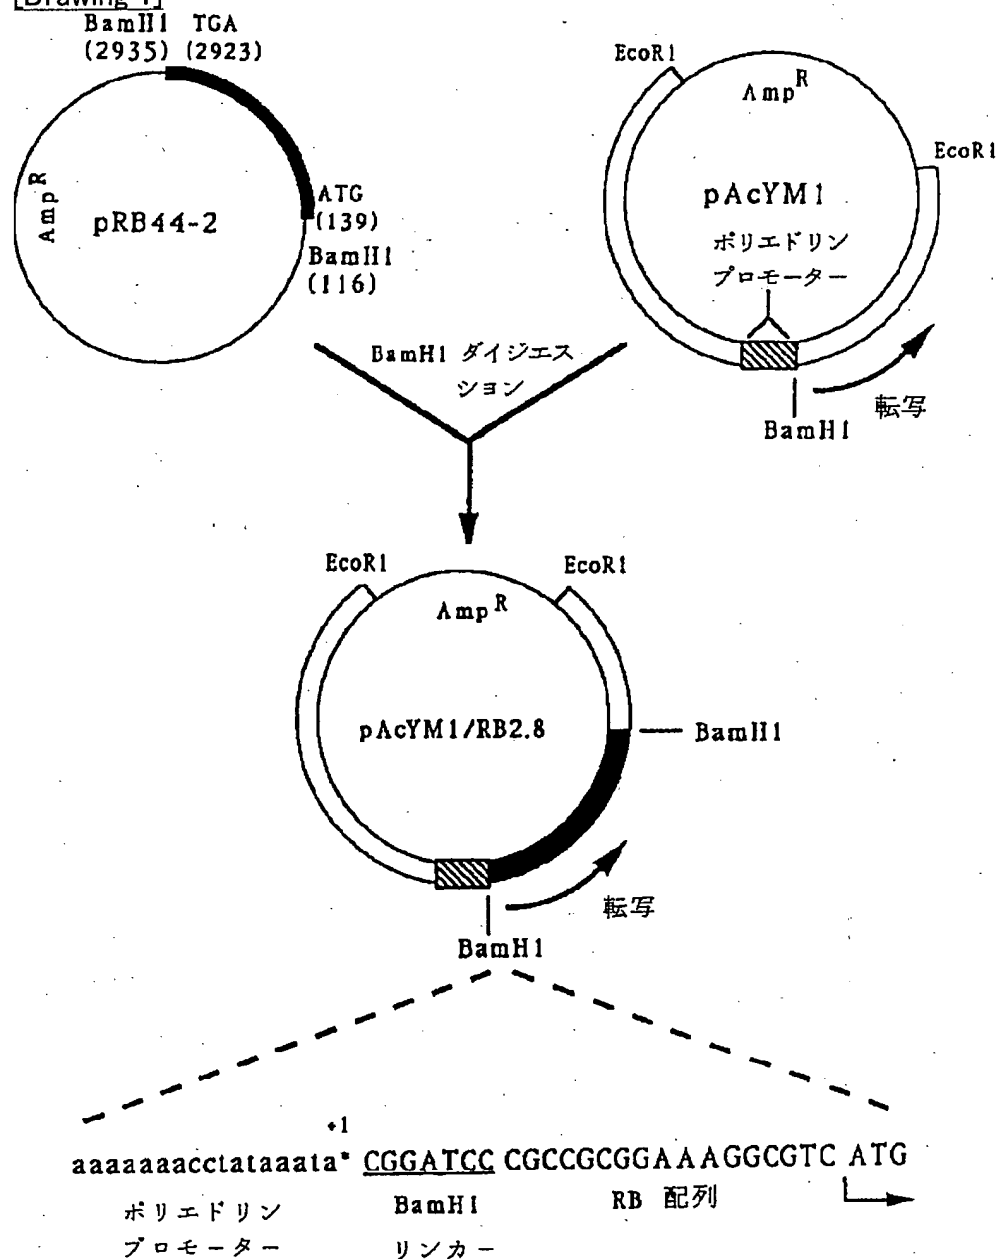 [Drawing 1]
BamH1 TGA
(2935) (2923)
Amp R
pRB44-2
ATG
(139)
BamH1
(116)
EcoR1
Amp R
EcoR1
pAcYM1
ポリエドリン
プロモーター
BamH1 ダイジェス
ション
転写
BamH1
EcoR1
EcoR1
Amp R
pAcYM1/RB2.8
BamH1
転写
BamH1
+1
aaaaaaacctataaata* CGGATCC CGCCGCGGAAAGGCGTC ATG
ポリエドリン
プロモーター
BamH1
リンカー
RB 配列